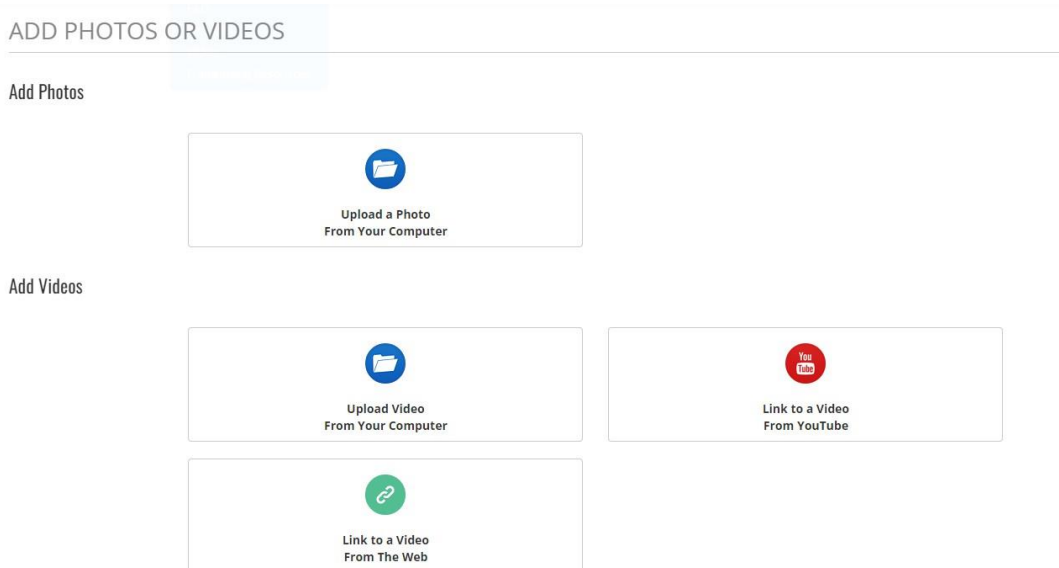 ADD PHOTOS OR VIDEOS
Add Photos
Upload a Photo
From Your Computer
Add Videos
Upload Video
From Your Computer
You
Tube
Link to a Video
From YouTube
Link to a Video
From The Web